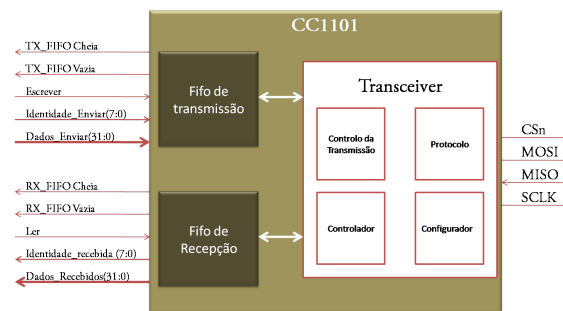 CC1101
TX_FIFO Cheia
TX_FIFO Vazia
Escrever
Identidade_Enviar(7:0)
Dados_Enviar(31:0)
Fifo de
transmissão
RX_FIFO Cheia
RX_FIFO Vazia
Ler
Identidade_recebida (7:0)
Dados_Recebidos(31:0)
Fifo de
Recepção
Transceiver
Controlo da
Transmissão
Protocolo
Controlador
Configurador
CSn
MOSI
MISO
SCLK